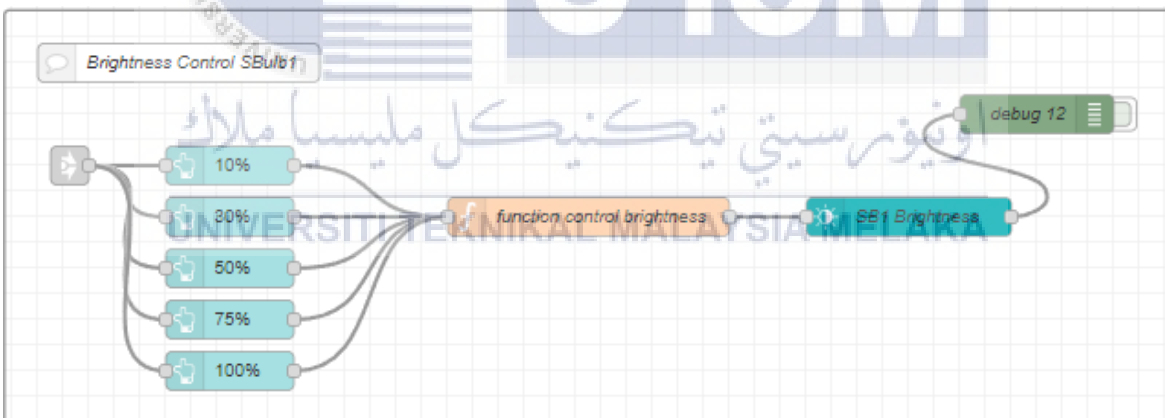 Brightness Control SBulb1
debug 12
اونيۏرسيتي تيكنيكل مليسيا ملاك
10%
30%
function control brightness
SB1 Brightness
UNIVERSITI TEKNIKAL MALAYSIA MELAKA
50%
75%
100%